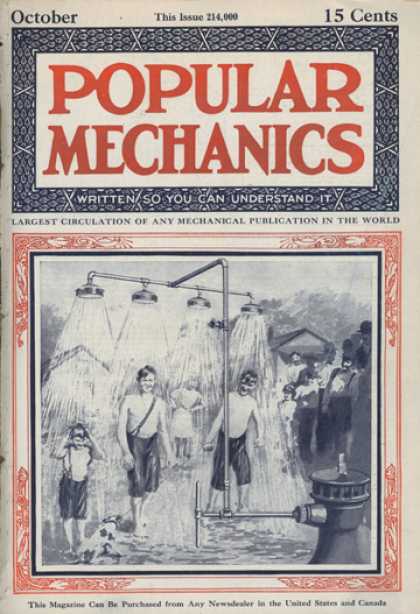 October This Issue 214,000 15 Cents
POPULAR
MECHANICS
WRITTEN SO YOU CAN UNDERSTAND IT
LARGEST CIRCULATION OF ANY MECHANICAL PUBLICATION IN THE WORLD
This Magazine Can Be Purchased from Any Newsdealer in the United States and Canada